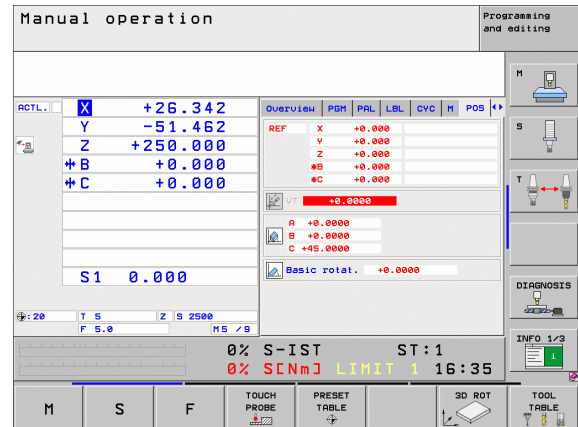 Manual operation
Programming
and editing
ACTL. X +26.342
Y -51.462
Z +250.000
B +0.000
C +0.000
S1 0.000
:20 T 5 Z S 2500
F 5.0 M5 /9
Overview PGM PAL LBL CYC M POS
REF X +0.000
Y +0.000
Z +0.000
*B +0.000
*C +0.000
VT +0.0000
A +0.0000
B +0.0000
C +45.0000
Basic rotat. +0.0000
0% S-IST ST:1
0% S[Nm] LIMIT 1 16:35
M
S
T
DIAGNOSIS
INFO 1/3
M
S
F
TOUCH
PROBE
PRESET
TABLE
3D ROT
TOOL
TABLE